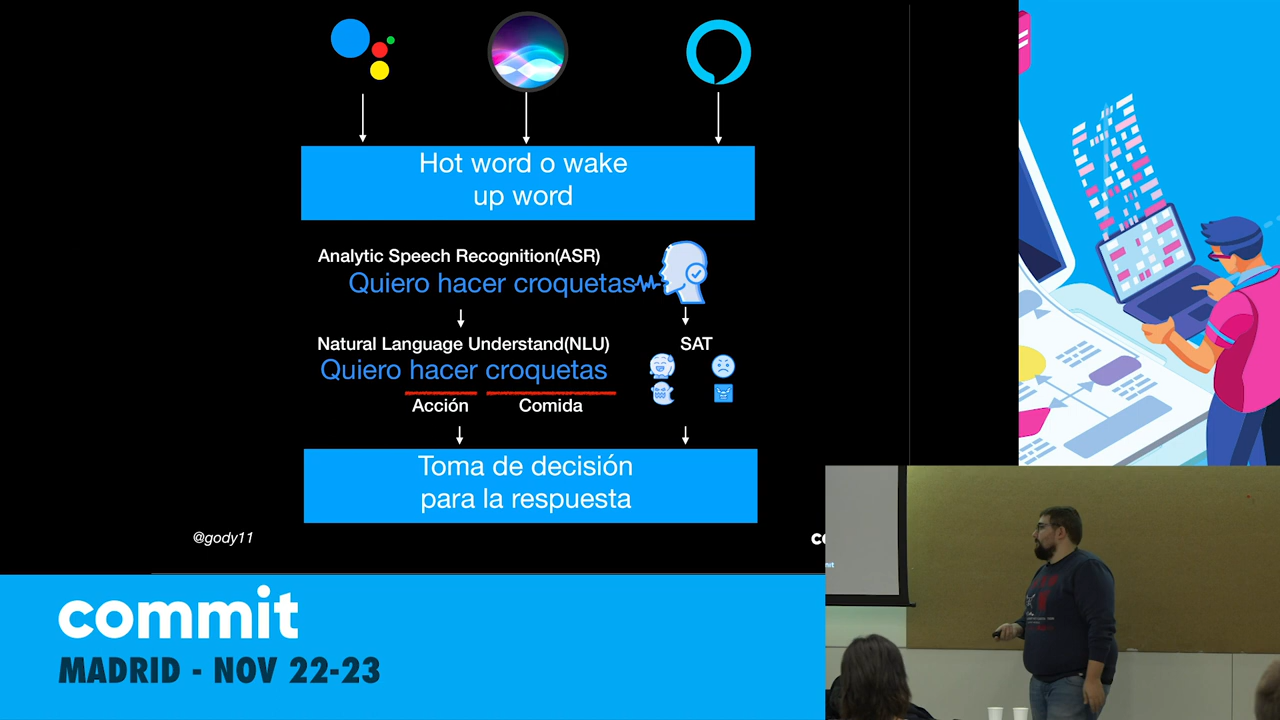 Hot word o wake
up word
Analytic Speech Recognition(ASR)
Quiero hacer croquetas
Natural Language Understand(NLU)
SAT
Quiero hacer croquetas
Acción
Comida
Toma de decisión
para la respuesta
@gody11
co
commit
MADRID - NOV 22-23